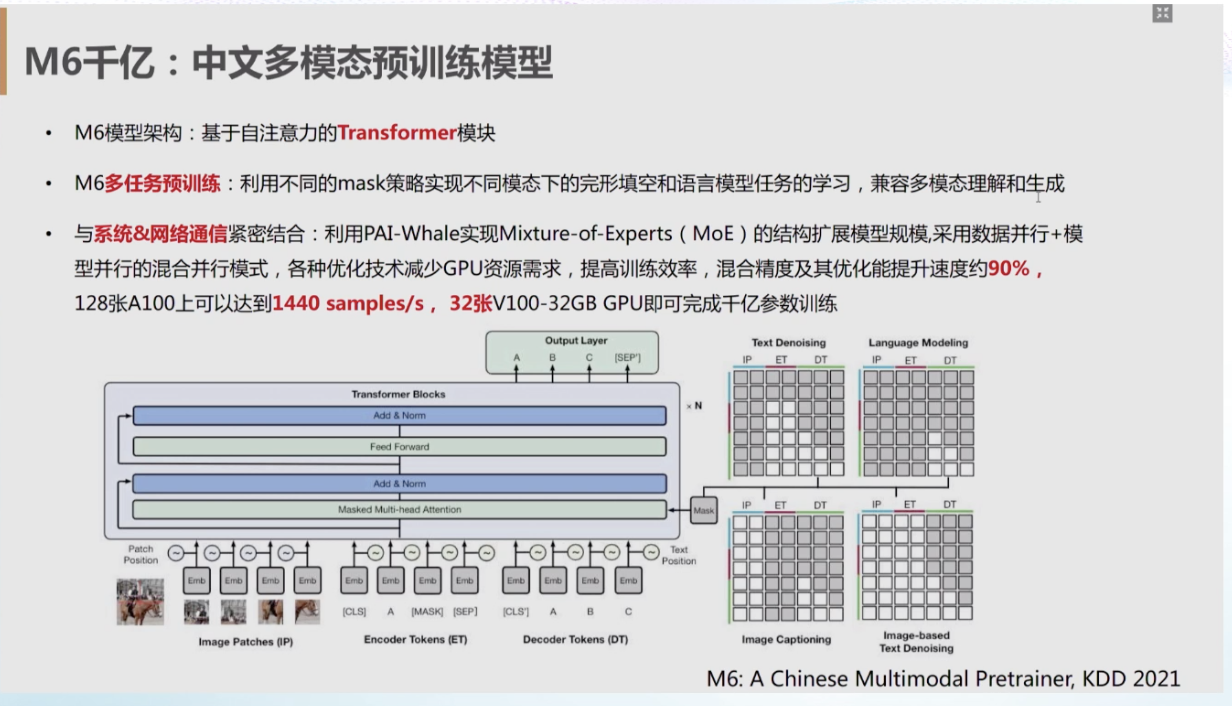 M6千亿：中文多模态预训练模型
• M6模型架构：基于自注意力的Transformer模块
• M6多任务预训练：利用不同的mask策略实现不同模态下的完形填空和语言模型任务的学习，兼容多模态理解和生成
• 与系统&网络通信紧密结合：利用PAI-Whale实现Mixture-of-Experts（MoE）的结构扩展模型规模,采用数据并行+模
型并行的混合并行模式，各种优化技术减少GPU资源需求，提高训练效率，混合精度及其优化能提升速度约90%，
128张A100上可以达到1440 samples/s， 32张V100-32GB GPU即可完成千亿参数训练
Output Layer
A B C [SEP']
Transformer Blocks
× N
Add & Norm
Feed Forward
Add & Norm
Masked Multi-head Attention
Mask
Patch
Position
Text
Position
Emb Emb Emb Emb Emb Emb Emb Emb Emb Emb Emb Emb
[CLS] A [MASK] [SEP] [CLS'] A B C
Image Patches (IP) Encoder Tokens (ET) Decoder Tokens (DT)
Text Denoising Language Modeling
IP ET DT IP ET DT
IP ET DT IP ET DT
Image Captioning Image-based
Text Denoising
M6: A Chinese Multimodal Pretrainer, KDD 2021